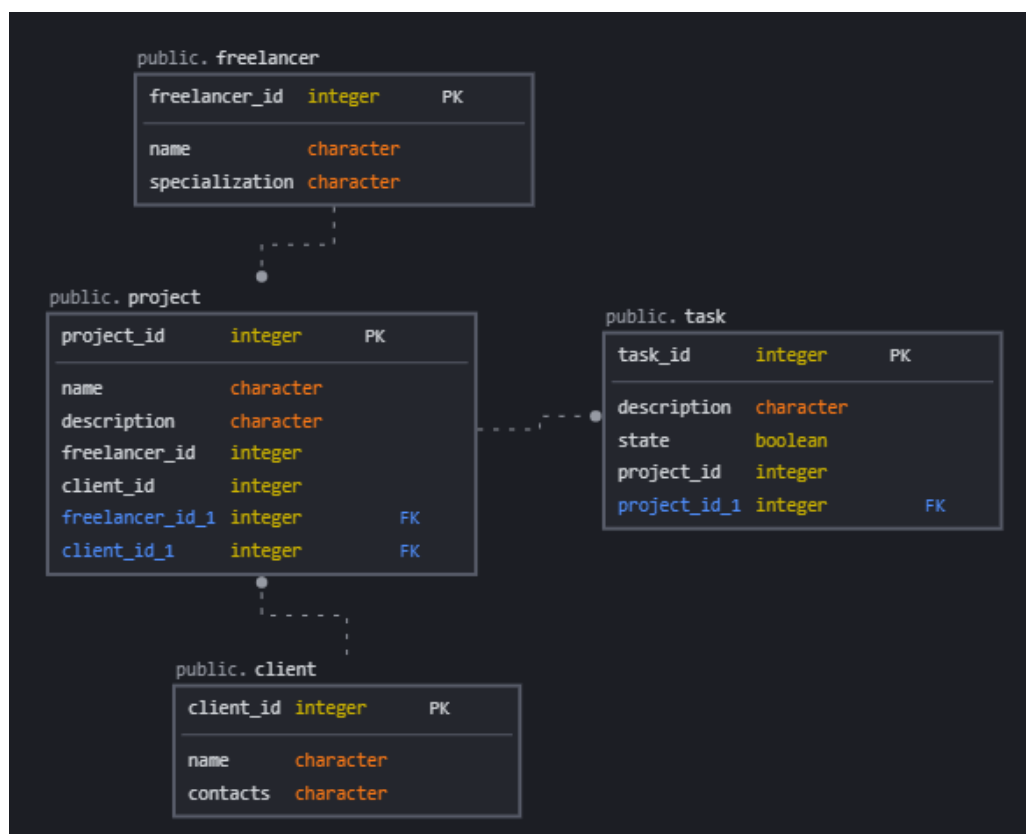 public. freelancer
freelancer_id integer PK
name character
specialization character
public. project
project_id integer PK
name character
description character
freelancer_id integer
client_id integer
freelancer_id_1 integer FK
client_id_1 integer FK
public. task
task_id integer PK
description character
state boolean
project_id integer
project_id_1 integer FK
public. client
client_id integer PK
name character
contacts character